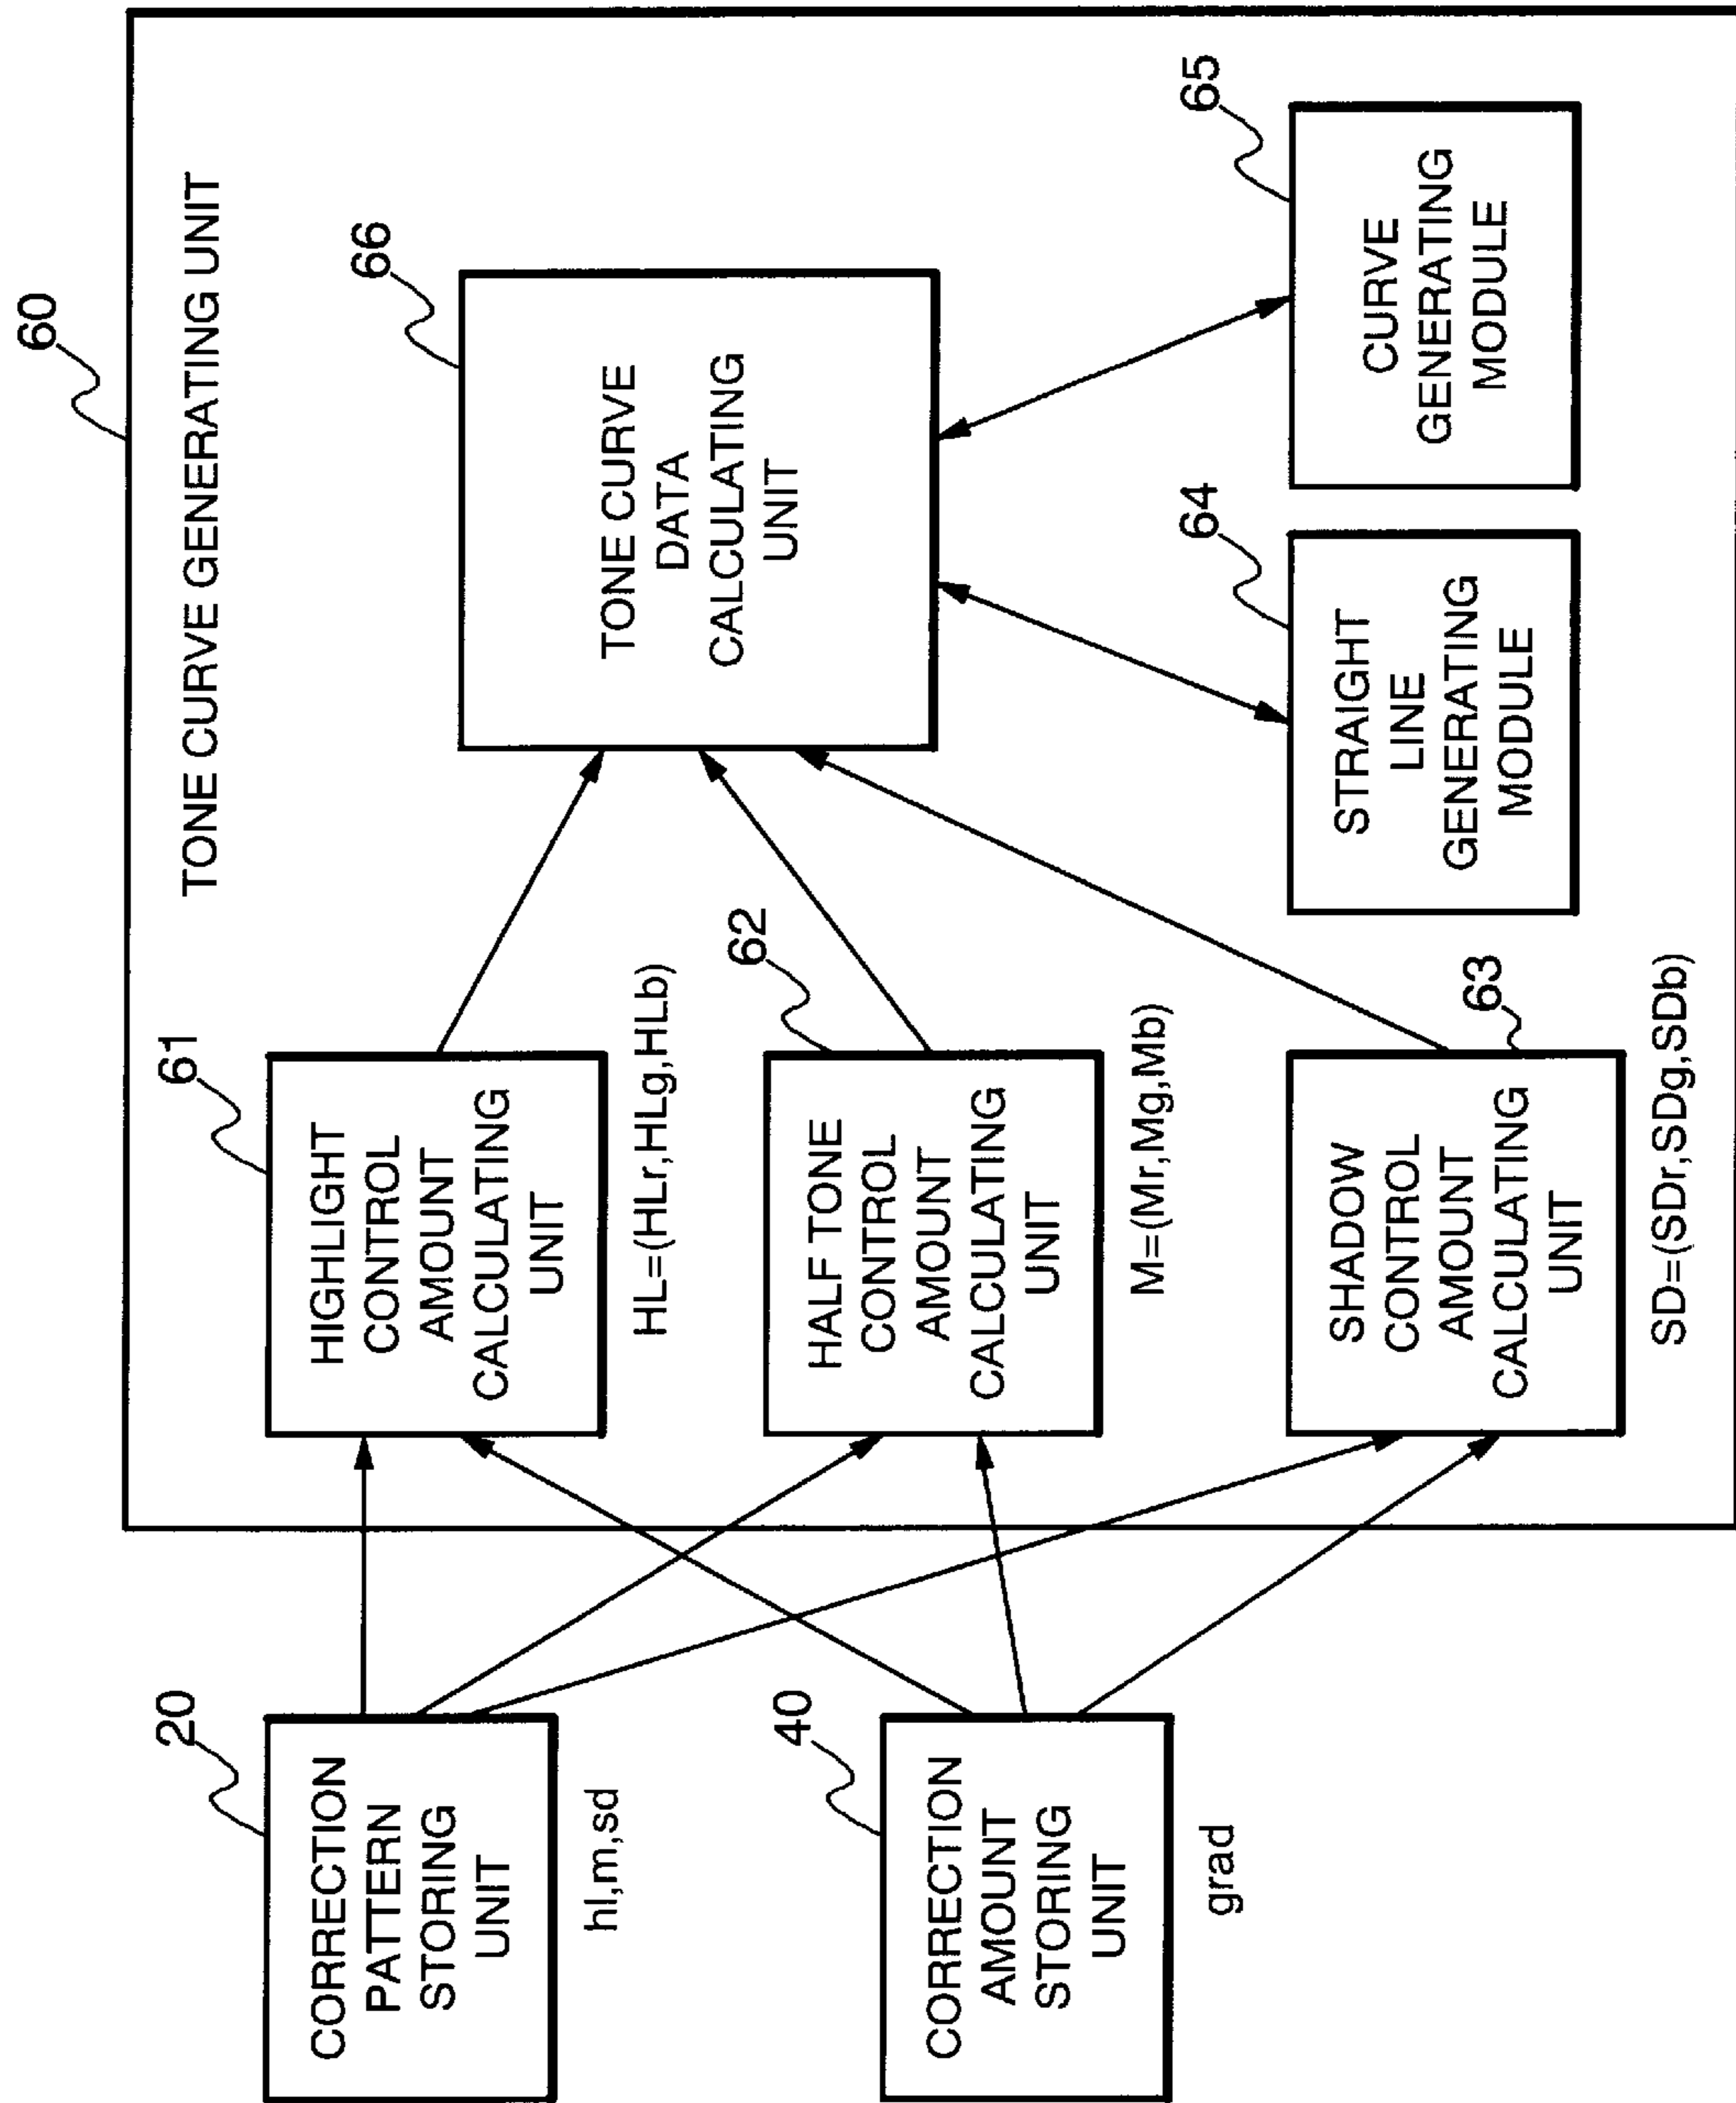 60
TONE CURVE GENERATING UNIT
20
CORRECTION
PATTERN
STORING
UNIT
hl,m,sd
40
CORRECTION
AMOUNT
STORING
UNIT
grad
61
HIGHLIGHT
CONTROL
AMOUNT
CALCULATING
UNIT
HL=(HLr,HLg,HLb)
62
HALF TONE
CONTROL
AMOUNT
CALCULATING
UNIT
M=(Mr,Mg,Mb)
63
SHADOW
CONTROL
AMOUNT
CALCULATING
UNIT
SD=(SDr,SDg,SDb)
66
TONE CURVE
DATA
CALCULATING
UNIT
64
STRAIGHT
LINE
GENERATING
MODULE
65
CURVE
GENERATING
MODULE